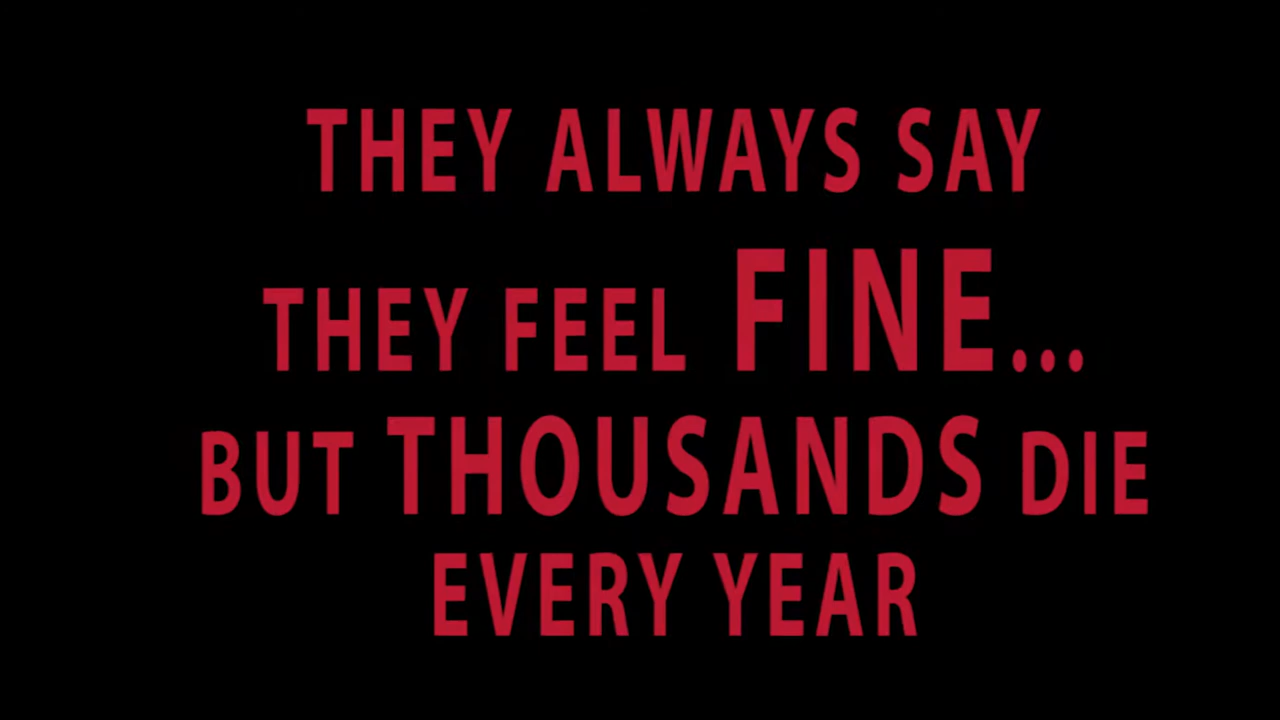 THEY ALWAYS SAY
THEY FEEL FINE...
BUT THOUSANDS DIE
EVERY YEAR